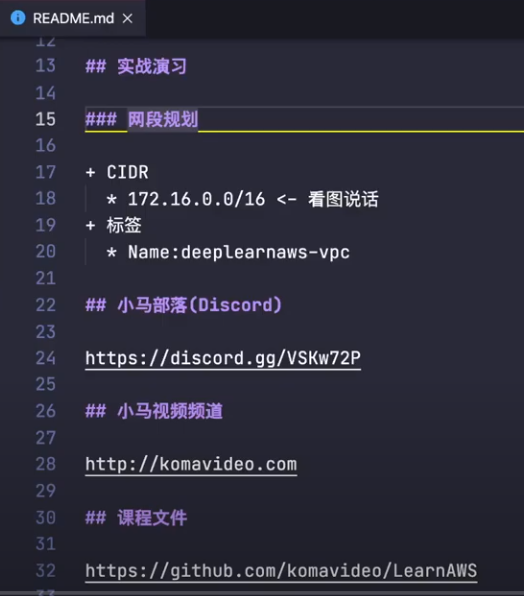 README.md
12
13 ## 实战演习
14
15 ### 网段规划
16
17 + CIDR
18 * 172.16.0.0/16 <- 看图说话
19 + 标签
20 * Name:deeplearnaws-vpc
21
22 ## 小马部落(Discord)
23
24 https://discord.gg/VSKw72P
25
26 ## 小马视频频道
27
28 http://komavideo.com
29
30 ## 课程文件
31
32 https://github.com/komavideo/LearnAWS
33